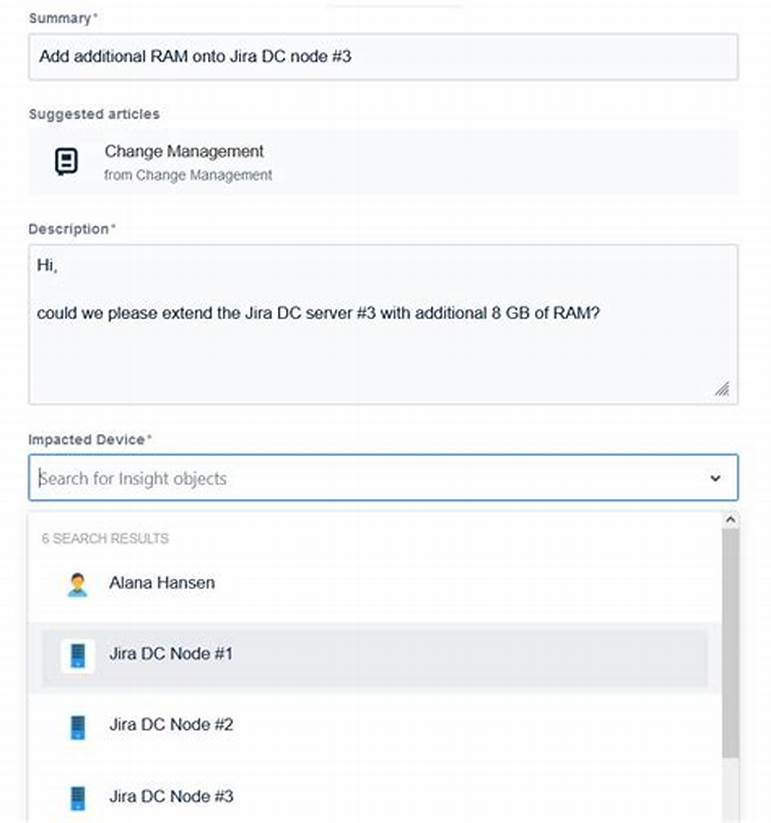 Summary*
Add additional RAM onto Jira DC node #3
Suggested articles
Change Management
from Change Management
Description*
Hi,
could we please extend the Jira DC server #3 with additional 8 GB of RAM?
Impacted Device*
Search for Insight objects
6 SEARCH RESULTS
Alana Hansen
Jira DC Node #1
Jira DC Node #2
Jira DC Node #3